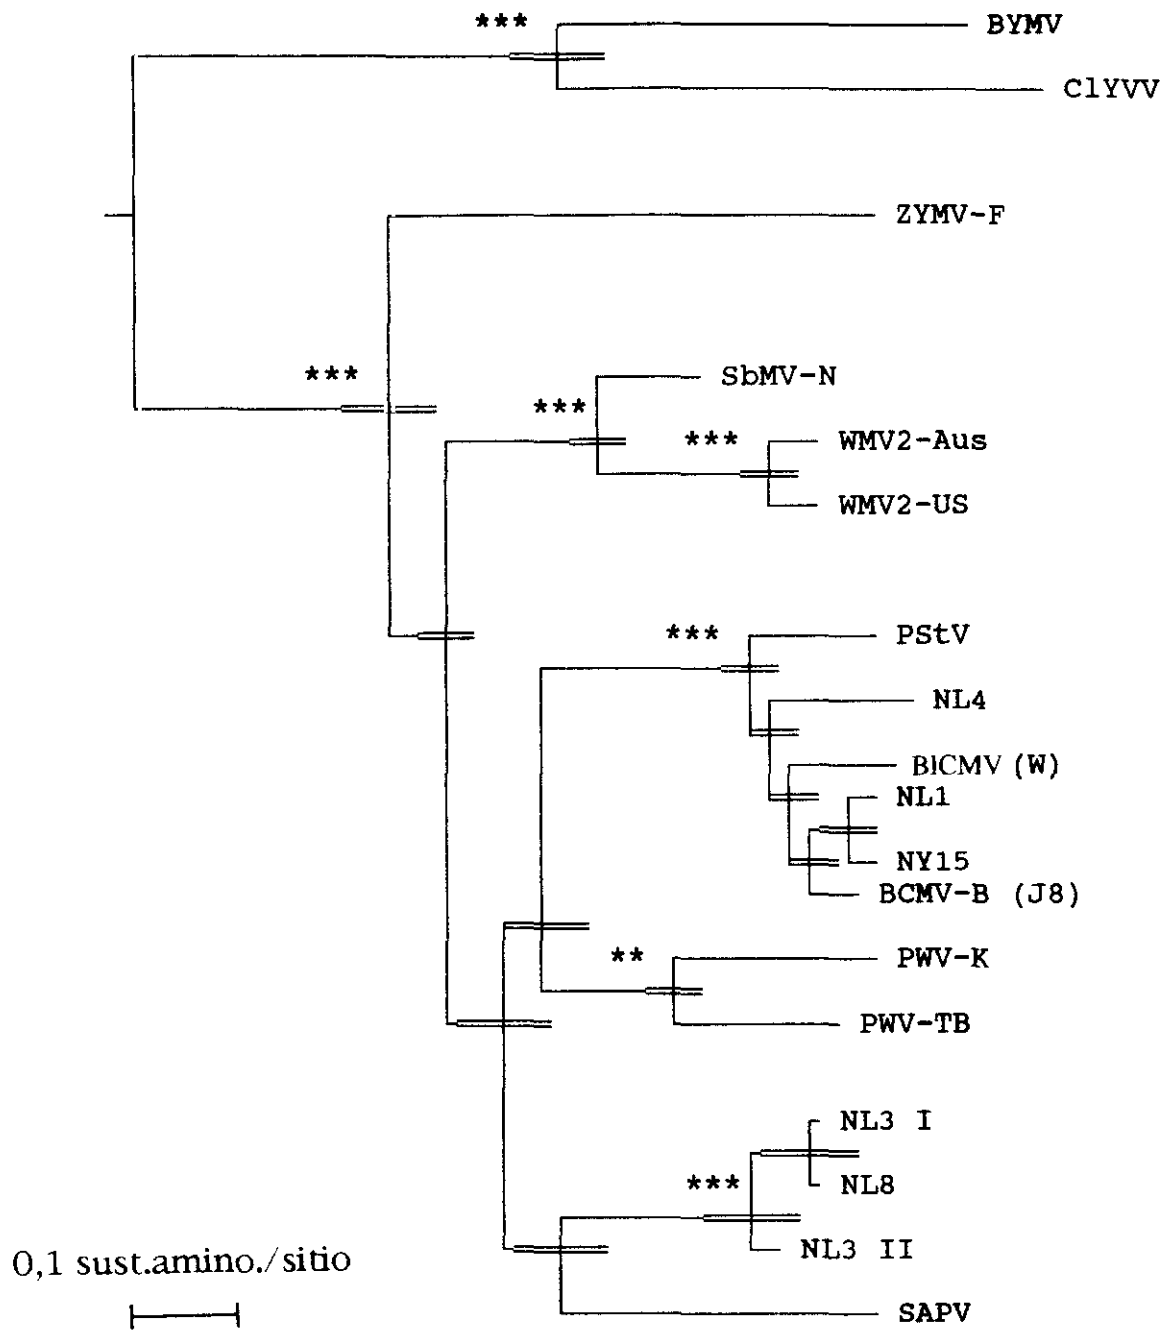 ***
BYMV
ClYVV
ZYMV-F
***
SbMV-N
***
***
WMV2-Aus
WMV2-US
***
PStV
NL4
BlCMV (W)
NL1
NY15
BCMV-B (J8)
**
PWV-K
PWV-TB
NL3 I
NL8
***
NL3 II
0,1 sust.amino./sitio
SAPV